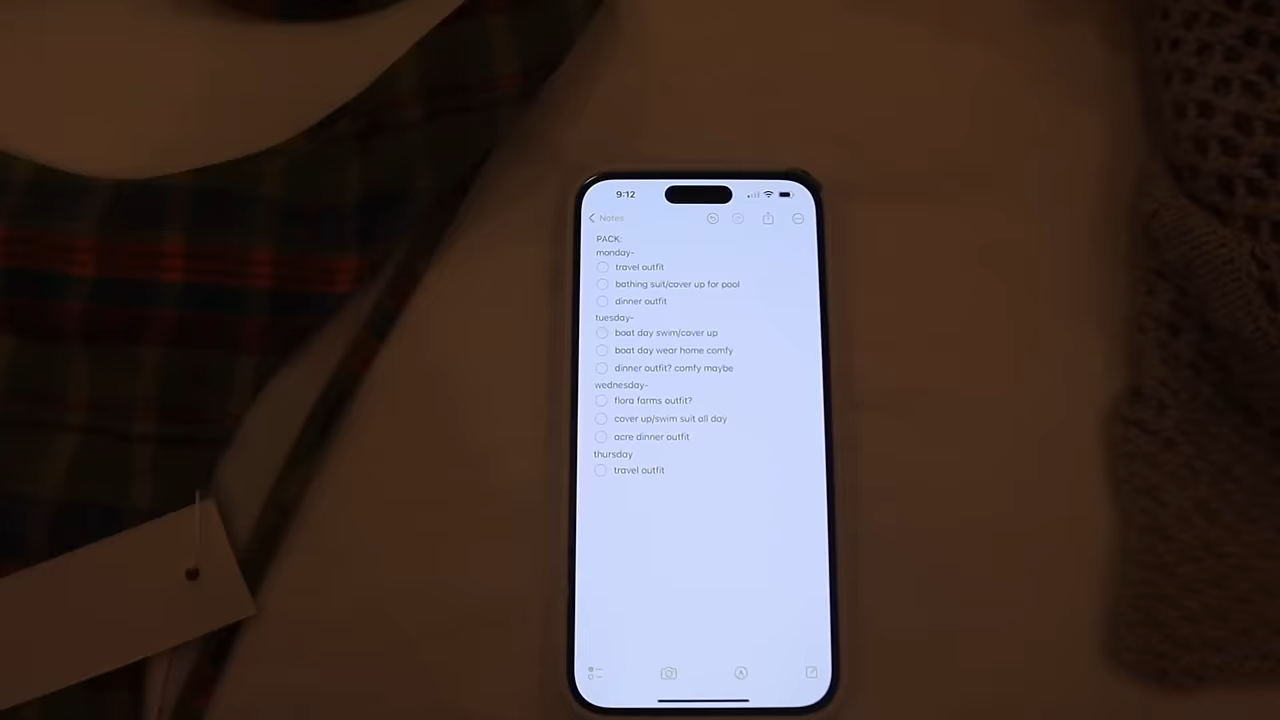 9:12
Notes
PACK:
monday-
travel outfit
bathing suit/cover up for pool
dinner outfit
tuesday-
boat day swim/cover up
boat day wear home comfy
dinner outfit? comfy maybe
wednesday-
flora farms outfit?
cover up/swim suit all day
acre dinner outfit
thursday
travel outfit